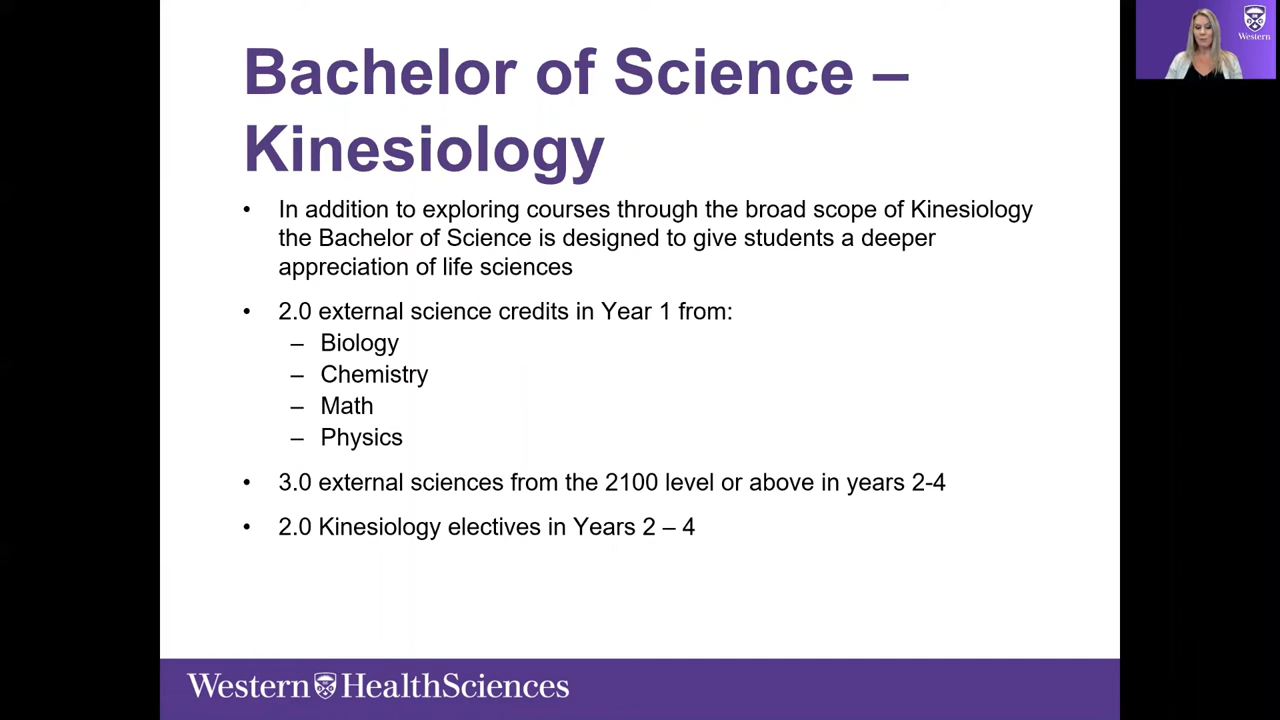 Bachelor of Science –
Kinesiology
• In addition to exploring courses through the broad scope of Kinesiology
the Bachelor of Science is designed to give students a deeper
appreciation of life sciences
• 2.0 external science credits in Year 1 from:
– Biology
– Chemistry
– Math
– Physics
• 3.0 external sciences from the 2100 level or above in years 2-4
• 2.0 Kinesiology electives in Years 2 – 4
Western HealthSciences
Western